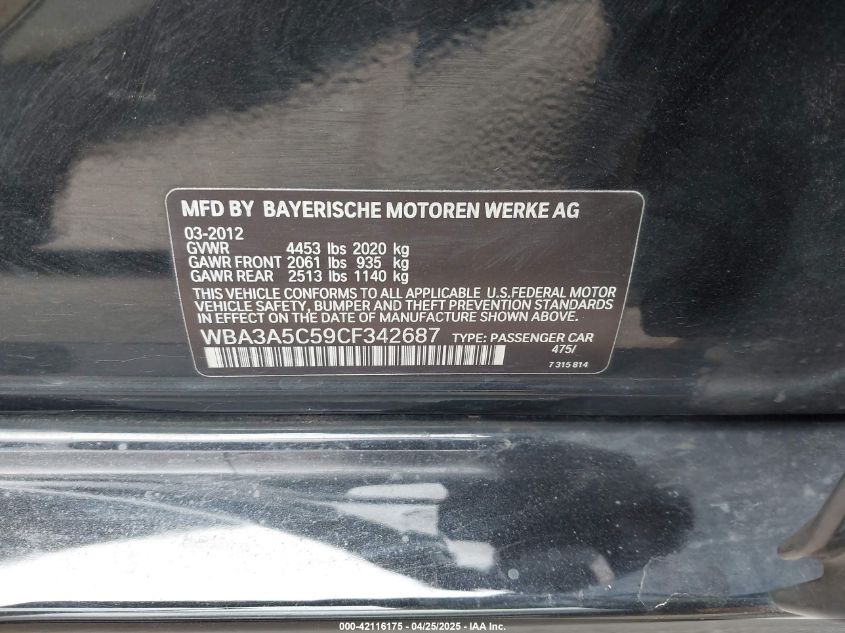 MFD BY BAYERISCHE MOTOREN WERKE AG
03-2012
GVWR 4453 lbs 2020 kg
GAWR FRONT 2061 lbs 935 kg
GAWR REAR 2513 lbs 1140 kg
THIS VEHICLE CONFORMS TO ALL APPLICABLE U.S.FEDERAL MOTOR
VEHICLE SAFETY, BUMPER AND THEFT PREVENTION STANDARDS
IN EFFECT ON THE DATE OF MANUFACTURE SHOWN ABOVE.
WBA3A5C59CF342687 TYPE: PASSENGER CAR
475/
7 315 814
000-42116175 - 04/25/2025 - IAA Inc.